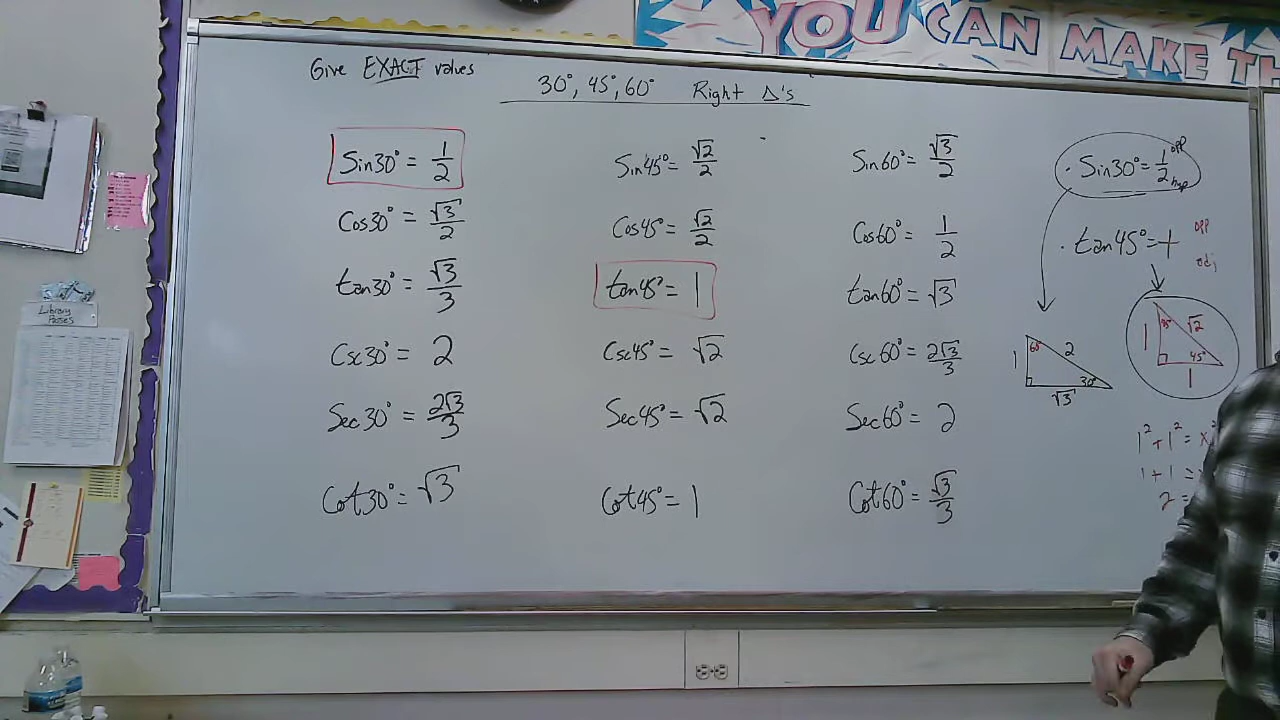 YOU CAN MAKE TH
Give EXACT values
30°, 45°, 60° Right Δ's
Sin30° = 1/2
Cos30° = √3/2
tan30° = √3/3
Csc30° = 2
Sec30° = 2√3/3
Cot30° = √3
Sin45° = √2/2
Cos45° = √2/2
tan45° = 1
Csc45° = √2
Sec45° = √2
Cot45° = 1
Sin60° = √3/2
Cos60° = 1/2
tan60° = √3
Csc60° = 2√3/3
Sec60° = 2
Cot60° = √3/3
· Sin30° = 1/2 opp hyp
· tan45° = 1 opp adj
1 60° 2 30° √3
1 √2 45° 1
1² + 1² = x
1 + 1 =
2 =
Library
Passes